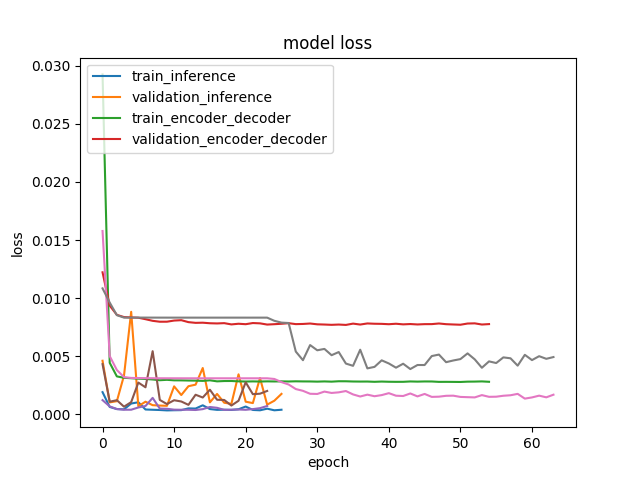 model loss
0.030
0.025
0.020
0.015
0.010
0.005
0.000
loss
train_inference
validation_inference
train_encoder_decoder
validation_encoder_decoder
0 10 20 30 40 50 60
epoch